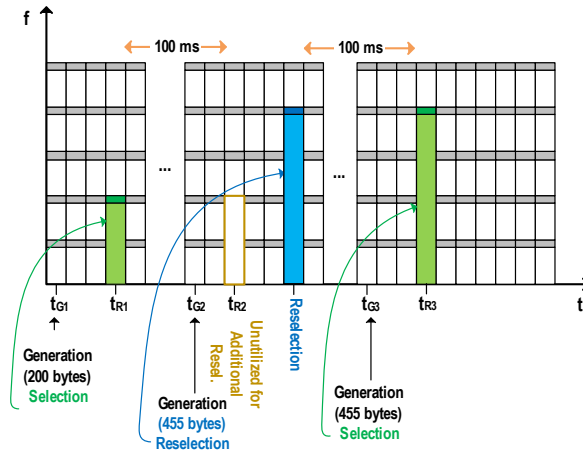 f
100 ms
100 ms
...
...
tG1
tR1
tG2
tR2
Reselection
tG3
tR3
t
Unutilized for
Additional
Resel.
Generation
(200 bytes)
Selection
Generation
(455 bytes)
Reselection
Generation
(455 bytes)
Selection